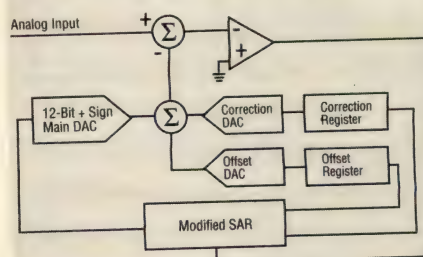 Analog Input
+
Σ
-
-
+
12-Bit + Sign
Main DAC
Σ
Correction
DAC
Correction
Register
Offset
DAC
Offset
Register
Modified SAR